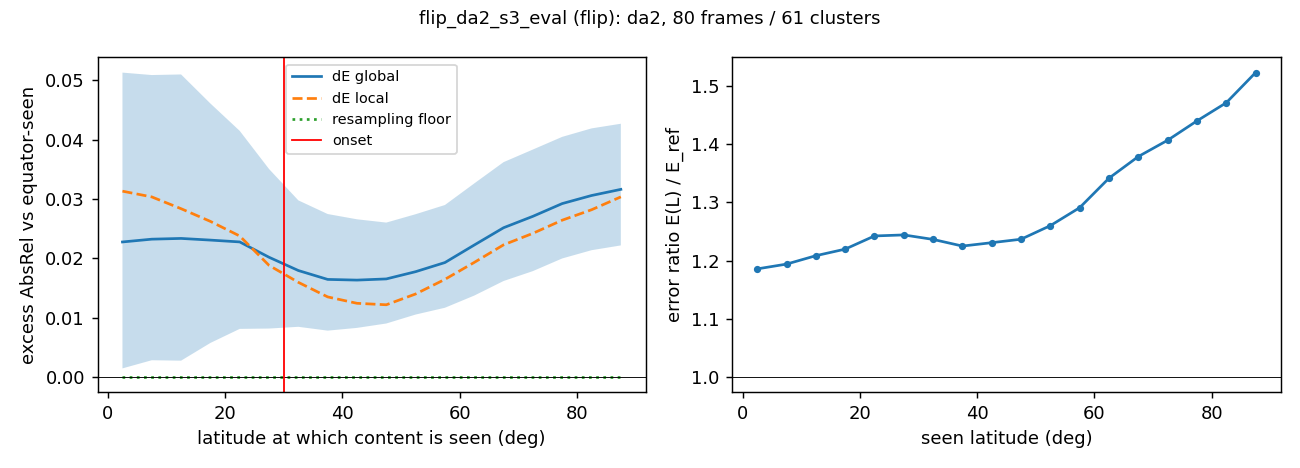 flip_da2_s3_eval (flip): da2, 80 frames / 61 clusters
excess AbsRel vs equator-seen
0.05
0.04
0.03
0.02
0.01
0.00
dE global
dE local
resampling floor
onset
0 20 40 60 80
latitude at which content is seen (deg)
error ratio E(L) / E_ref
1.5
1.4
1.3
1.2
1.1
1.0
0 20 40 60 80
seen latitude (deg)